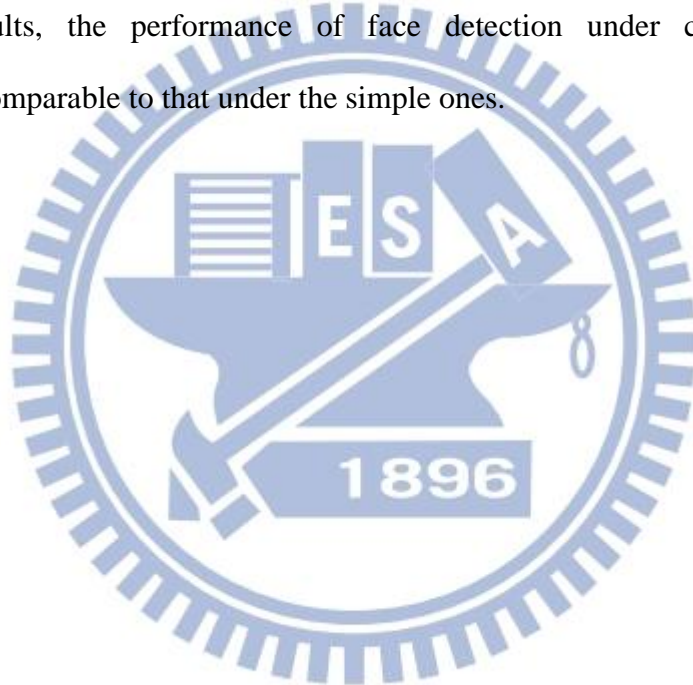 ults, the performance of face detection under c
omparable to that under the simple ones.
E S A
1896